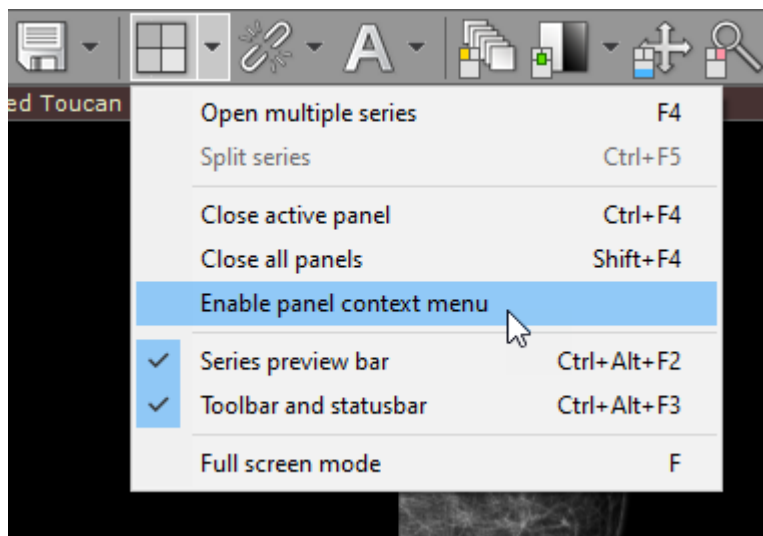 A
ed Toucan
Open multiple series F4
Split series Ctrl+F5
Close active panel Ctrl+F4
Close all panels Shift+F4
Enable panel context menu
Series preview bar Ctrl+Alt+F2
Toolbar and statusbar Ctrl+Alt+F3
Full screen mode F